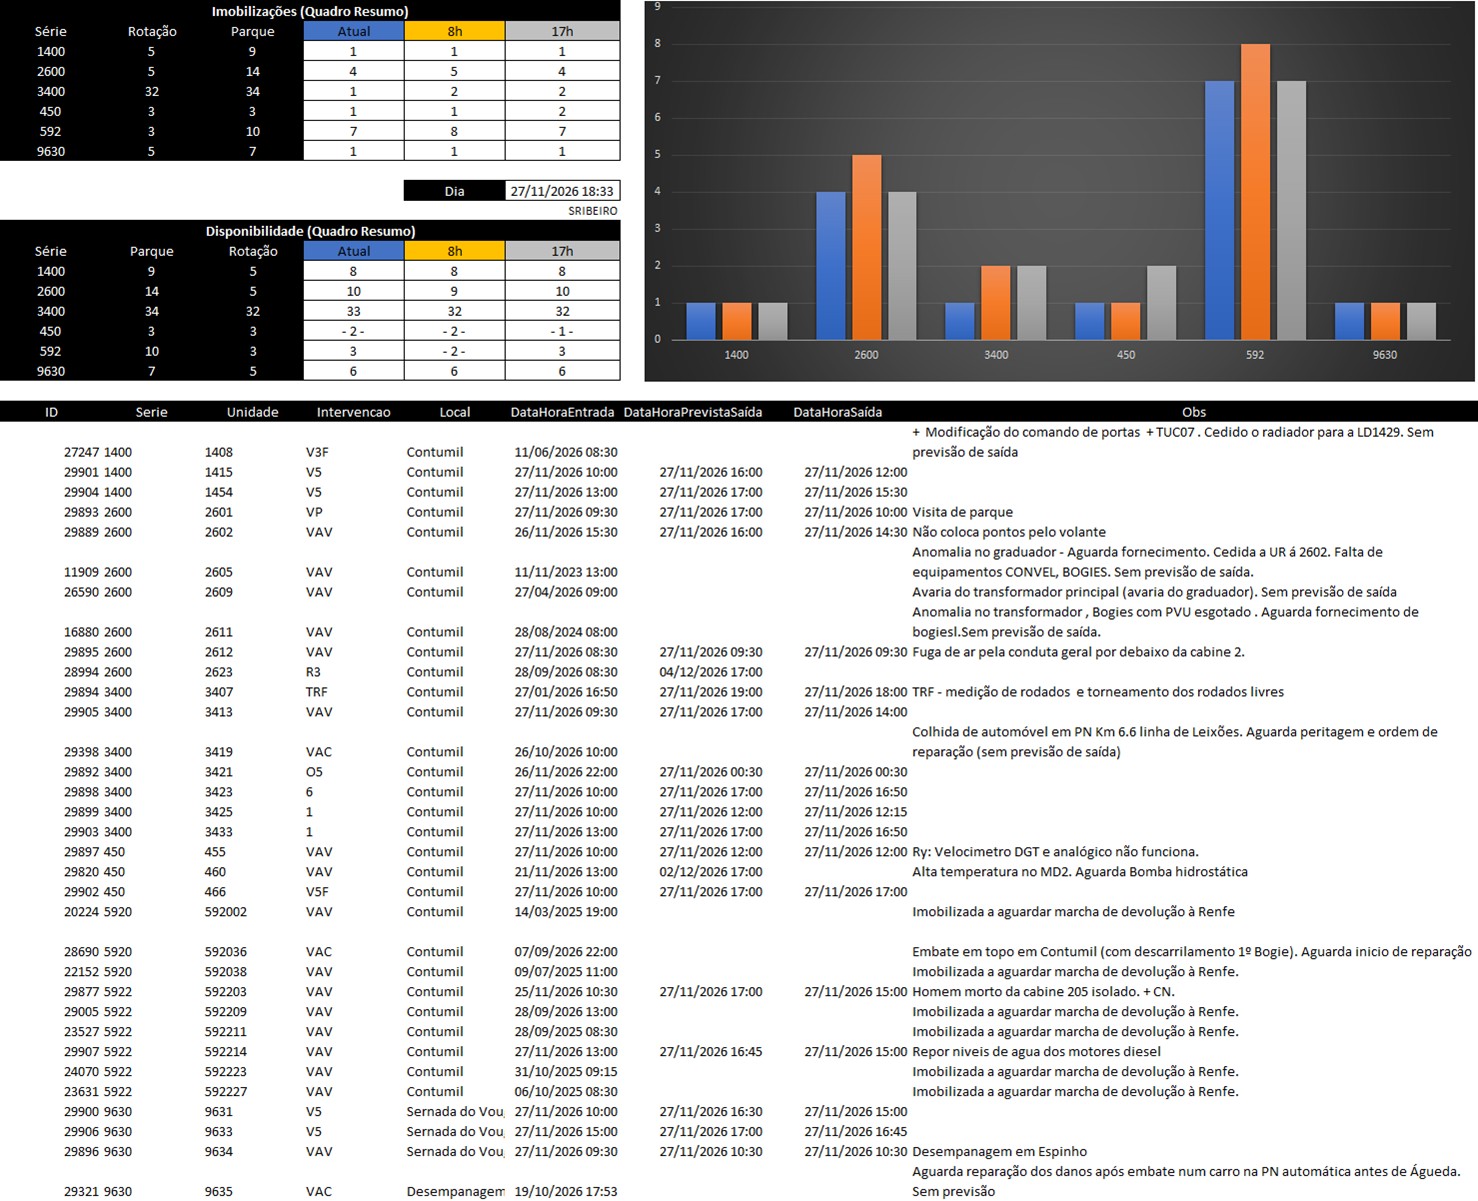 Imobilizações (Quadro Resumo)
Série Rotação Parque Atual 8h 17h
1400 5 9 1 1 1
2600 5 14 4 5 4
3400 32 34 1 2 2
450 3 3 1 1 2
592 3 10 7 8 7
9630 5 7 1 1 1
Dia 27/11/2026 18:33
SRIBEIRO
Disponibilidade (Quadro Resumo)
Série Parque Rotação Atual 8h 17h
1400 9 5 8 8 8
2600 14 5 10 9 10
3400 34 32 33 32 32
450 3 3 - 2 - - 2 - - 1 -
592 10 3 3 - 2 - 3
9630 7 5 6 6 6
9
8
7
6
5
4
3
2
1
0
1400 2600 3400 450 592 9630
ID Serie Unidade Intervencao Local DataHoraEntrada DataHoraPrevistaSaída DataHoraSaída Obs
+ Modificação do comando de portas + TUC07 . Cedido o radiador para a LD1429. Sem
27247 1400 1408 V3F Contumil 11/06/2026 08:30 previsão de saída
29901 1400 1415 V5 Contumil 27/11/2026 10:00 27/11/2026 16:00 27/11/2026 12:00
29904 1400 1454 V5 Contumil 27/11/2026 13:00 27/11/2026 17:00 27/11/2026 15:30
29893 2600 2601 VP Contumil 27/11/2026 09:30 27/11/2026 17:00 27/11/2026 10:00 Visita de parque
29889 2600 2602 VAV Contumil 26/11/2026 15:30 27/11/2026 16:00 27/11/2026 14:30 Não coloca pontos pelo volante
Anomalia no graduador - Aguarda fornecimento. Cedida a UR á 2602. Falta de
11909 2600 2605 VAV Contumil 11/11/2023 13:00 equipamentos CONVEL, BOGIES. Sem previsão de saída.
26590 2600 2609 VAV Contumil 27/04/2026 09:00 Avaria do transformador principal (avaria do graduador). Sem previsão de saída
Anomalia no transformador , Bogies com PVU esgotado . Aguarda fornecimento de
16880 2600 2611 VAV Contumil 28/08/2024 08:00 bogiesl.Sem previsão de saída.
29895 2600 2612 VAV Contumil 27/11/2026 08:30 27/11/2026 09:30 27/11/2026 09:30 Fuga de ar pela conduta geral por debaixo da cabine 2.
28994 2600 2623 R3 Contumil 28/09/2026 08:30 04/12/2026 17:00
29894 3400 3407 TRF Contumil 27/01/2026 16:50 27/11/2026 19:00 27/11/2026 18:00 TRF - medição de rodados e torneamento dos rodados livres
29905 3400 3413 VAV Contumil 27/11/2026 09:30 27/11/2026 17:00 27/11/2026 14:00
Colhida de automóvel em PN Km 6.6 linha de Leixões. Aguarda peritagem e ordem de
29398 3400 3419 VAC Contumil 26/10/2026 10:00 reparação (sem previsão de saída)
29892 3400 3421 O5 Contumil 26/11/2026 22:00 27/11/2026 00:30 27/11/2026 00:30
29898 3400 3423 6 Contumil 27/11/2026 10:00 27/11/2026 17:00 27/11/2026 16:50
29899 3400 3425 1 Contumil 27/11/2026 10:00 27/11/2026 12:00 27/11/2026 12:15
29903 3400 3433 1 Contumil 27/11/2026 13:00 27/11/2026 17:00 27/11/2026 16:50
29897 450 455 VAV Contumil 27/11/2026 10:00 27/11/2026 12:00 27/11/2026 12:00 Ry: Velocimetro DGT e analógico não funciona.
29820 450 460 VAV Contumil 21/11/2026 13:00 02/12/2026 17:00 Alta temperatura no MD2. Aguarda Bomba hidrostática
29902 450 466 V5F Contumil 27/11/2026 10:00 27/11/2026 17:00 27/11/2026 17:00
20224 5920 592002 VAV Contumil 14/03/2025 19:00 Imobilizada a aguardar marcha de devolução à Renfe
28690 5920 592036 VAC Contumil 07/09/2026 22:00 Embate em topo em Contumil (com descarrilamento 1º Bogie). Aguarda inicio de reparação
22152 5920 592038 VAV Contumil 09/07/2025 11:00 Imobilizada a aguardar marcha de devolução à Renfe.
29877 5922 592203 VAV Contumil 25/11/2026 10:30 27/11/2026 17:00 27/11/2026 15:00 Homem morto da cabine 205 isolado. + CN.
29005 5922 592209 VAV Contumil 28/09/2026 13:00 Imobilizada a aguardar marcha de devolução à Renfe.
23527 5922 592211 VAV Contumil 28/09/2025 08:30 Imobilizada a aguardar marcha de devolução à Renfe.
29907 5922 592214 VAV Contumil 27/11/2026 13:00 27/11/2026 16:45 27/11/2026 15:00 Repor niveis de agua dos motores diesel
24070 5922 592223 VAV Contumil 31/10/2025 09:15 Imobilizada a aguardar marcha de devolução à Renfe.
23631 5922 592227 VAV Contumil 06/10/2025 08:30 Imobilizada a aguardar marcha de devolução à Renfe.
29900 9630 9631 V5 Sernada do Vou 27/11/2026 10:00 27/11/2026 16:30 27/11/2026 15:00
29906 9630 9633 V5 Sernada do Vou 27/11/2026 15:00 27/11/2026 17:00 27/11/2026 16:45
29896 9630 9634 VAV Sernada do Vou 27/11/2026 09:30 27/11/2026 10:30 27/11/2026 10:30 Desempanagem em Espinho
Aguarda reparação dos danos após embate num carro na PN automática antes de Águeda.
29321 9630 9635 VAC Desempanagem 19/10/2026 17:53 Sem previsão